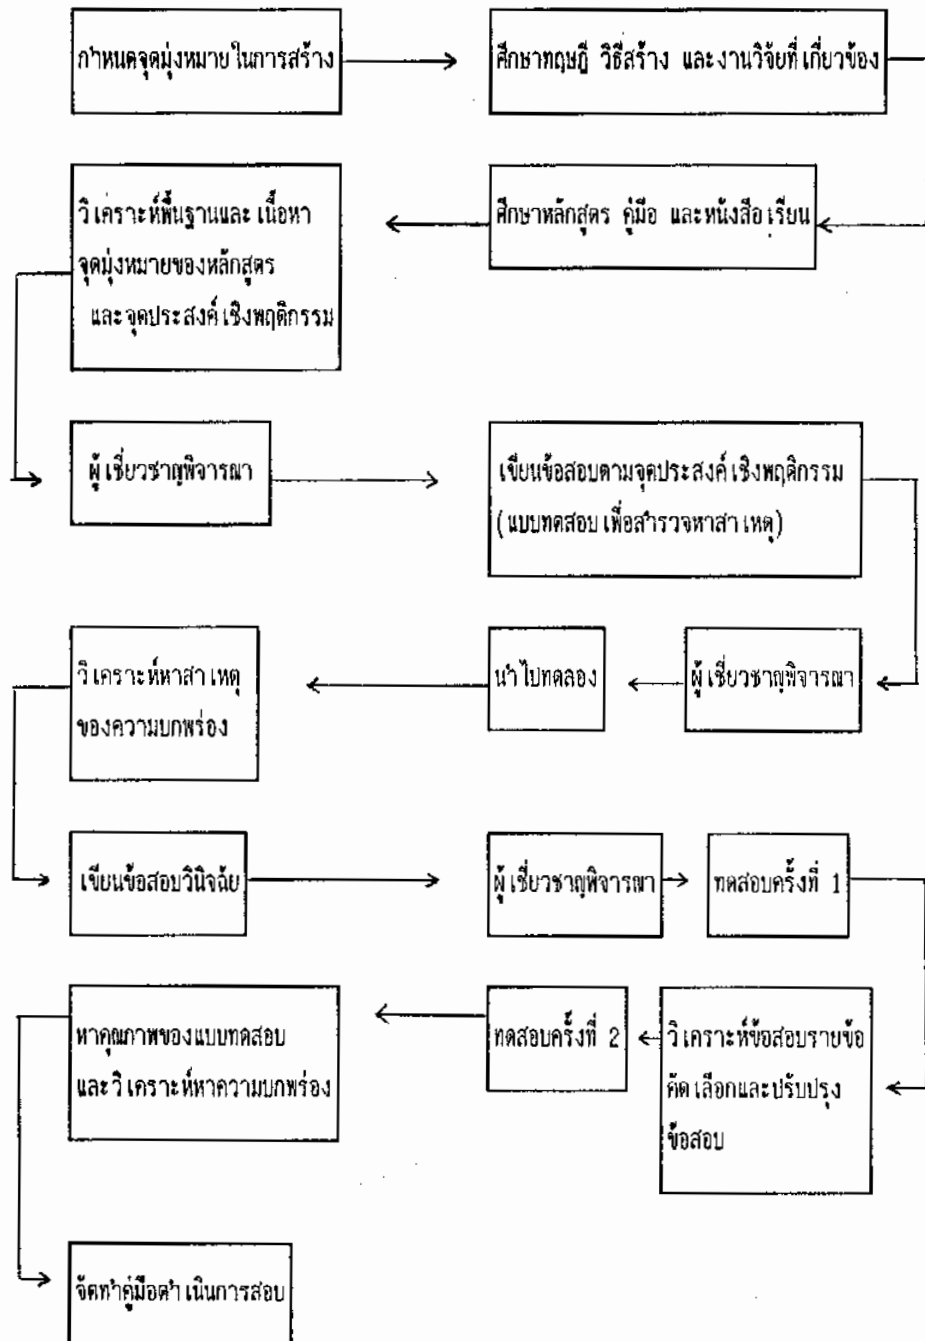 กำหนดจุดมุ่งหมายในการสร้าง
ศึกษาทฤษฎี วิธีสร้าง และงานวิจัยที่เกี่ยวข้อง
ศึกษาหลักสูตร คู่มือ และหนังสือเรียน
วิเคราะห์พื้นฐานและเนื้อหา
จุดมุ่งหมายของหลักสูตร
และจุดประสงค์เชิงพฤติกรรม
ผู้เชี่ยวชาญพิจารณา
เขียนข้อสอบตามจุดประสงค์เชิงพฤติกรรม
(แบบทดสอบเพื่อสำรวจหาสาเหตุ)
ผู้เชี่ยวชาญพิจารณา
นำไปทดลอง
วิเคราะห์หาสาเหตุ
ของความบกพร่อง
เขียนข้อสอบวินิจฉัย
ผู้เชี่ยวชาญพิจารณา
ทดสอบครั้งที่ 1
วิเคราะห์ข้อสอบรายข้อ
คัดเลือกและปรับปรุง
ข้อสอบ
ทดสอบครั้งที่ 2
หาคุณภาพของแบบทดสอบ
และวิเคราะห์หาความบกพร่อง
จัดทำคู่มือดำเนินการสอบ